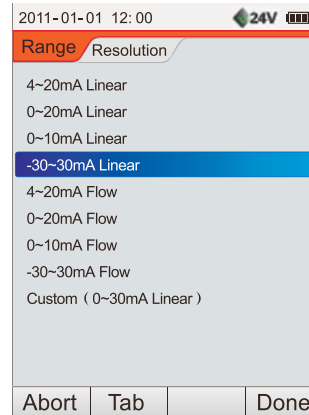 2011-01-01 12:00 24V
Range Resolution
4~20mA Linear
0~20mA Linear
0~10mA Linear
-30~30mA Linear
4~20mA Flow
0~20mA Flow
0~10mA Flow
-30~30mA Flow
Custom ( 0~30mA Linear )
Abort Tab Done